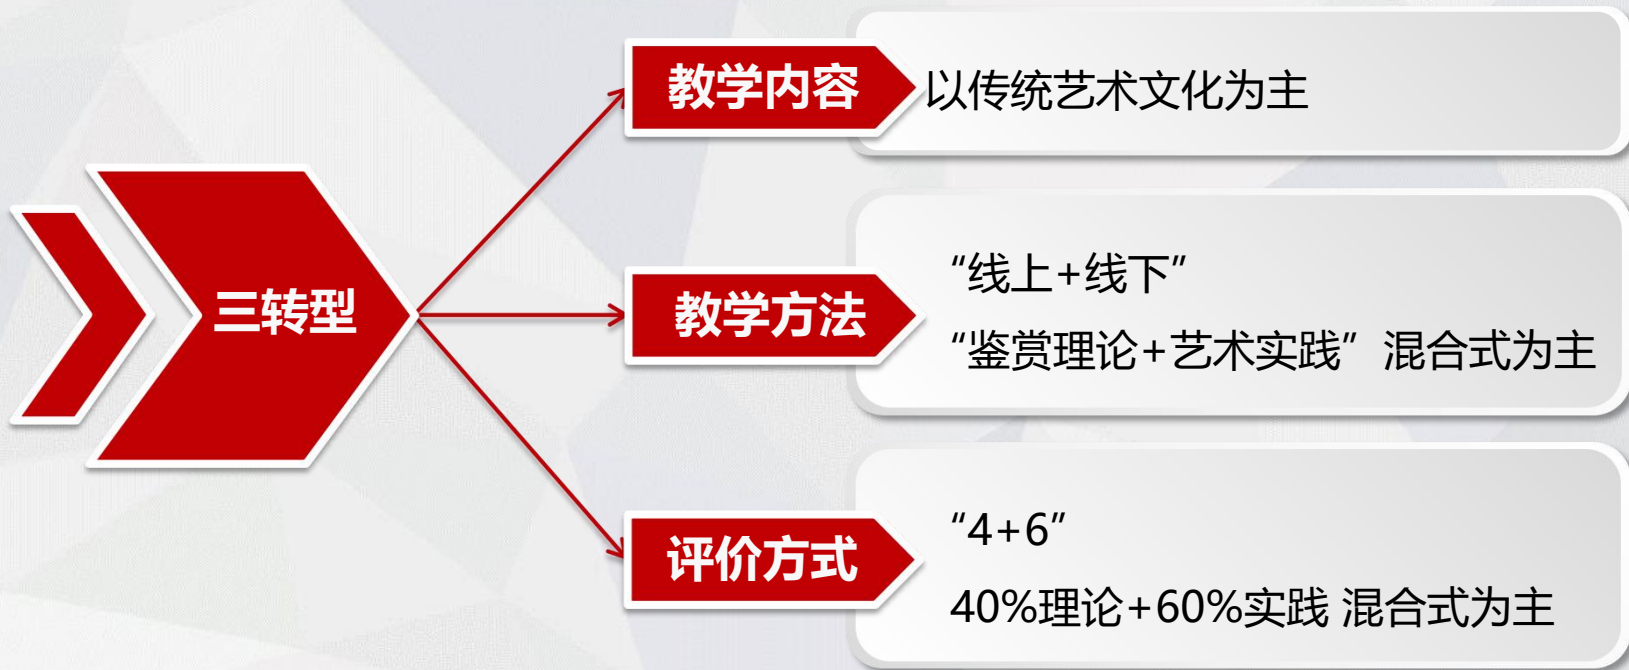 三转型
教学内容
以传统艺术文化为主
教学方法
“线上+线下”
“鉴赏理论+艺术实践”混合式为主
评价方式
“4+6”
40%理论+60%实践 混合式为主